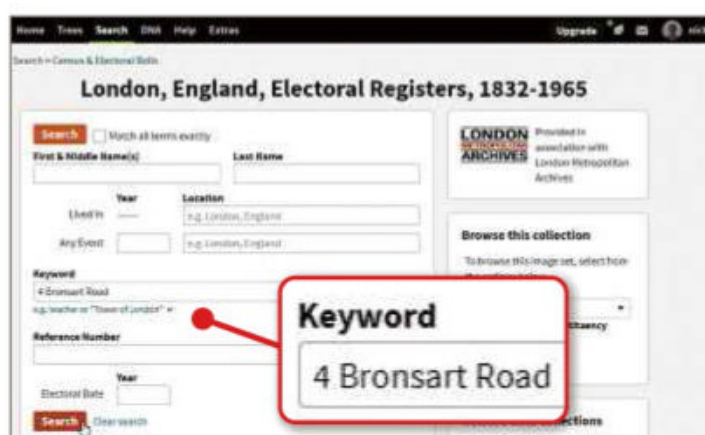 Home Trees Search DNA Help Extras Upgrade
Search > Census & Electoral Rolls
London, England, Electoral Registers, 1832-1965
Search Match all terms exactly
First & Middle Name(s) Last Name
Year Location
Lived In e.g. London, England
Any Event e.g. London, England
Keyword
4 Bronsart Road
e.g. teacher or "Tower of London"
Reference Number
Year
Electoral Date
Search Clear search
LONDON
METROPOLITAN
ARCHIVES
Provided in
association with
London Metropolitan
Archives
Browse this collection
To browse this image set, select from
Keyword
4 Bronsart Road